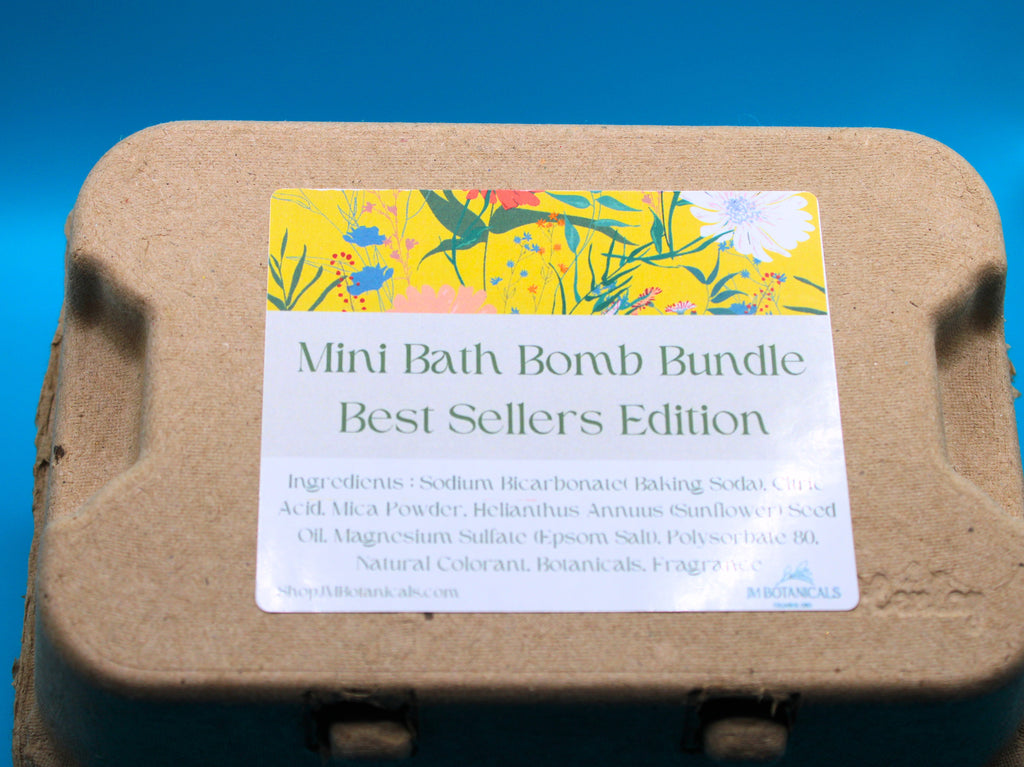 Mini Bath Bomb Bundle
Best Sellers Edition
Ingredients : Sodium Bicarbonate( Baking Soda), Citric
Acid, Mica Powder, Helianthus Annuus (Sunflower) Seed
Oil, Magnesium Sulfate (Epsom Salt), Polysorbate 80,
Natural Colorant, Botanicals, Fragrance
ShopJMBotanicals.com
JM BOTANICALS